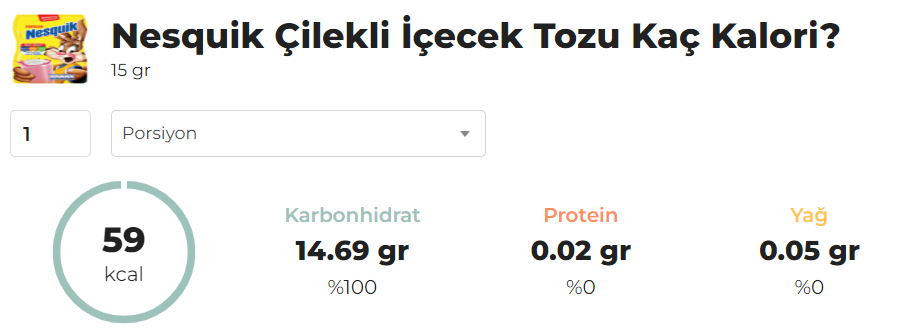 Nesquik Çilekli İçecek Tozu Kaç Kalori?
15 gr
Nesquik
1
Porsiyon
59
kcal
Karbonhidrat
14.69 gr
%100
Protein
0.02 gr
%0
Yağ
0.05 gr
%0